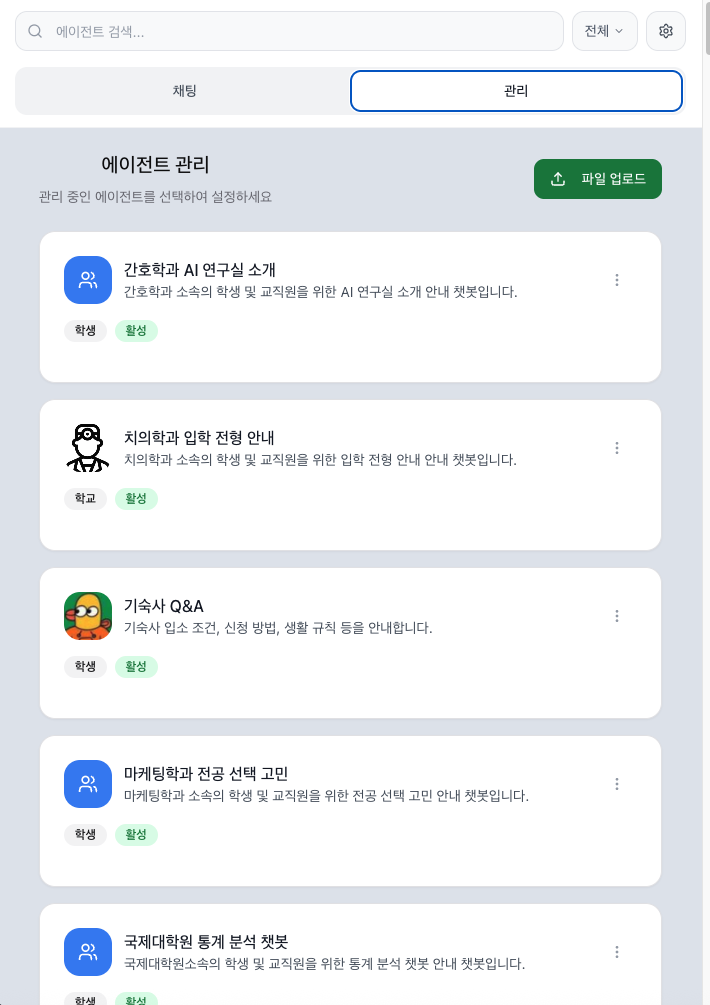 에이전트 검색...
전체
채팅
관리
에이전트 관리
관리 중인 에이전트를 선택하여 설정하세요
파일 업로드
간호학과 AI 연구실 소개
간호학과 소속의 학생 및 교직원을 위한 AI 연구실 소개 안내 챗봇입니다.
학생 활성
치의학과 입학 전형 안내
치의학과 소속의 학생 및 교직원을 위한 입학 전형 안내 안내 챗봇입니다.
학교 활성
기숙사 Q&A
기숙사 입소 조건, 신청 방법, 생활 규칙 등을 안내합니다.
학생 활성
마케팅학과 전공 선택 고민
마케팅학과 소속의 학생 및 교직원을 위한 전공 선택 고민 안내 챗봇입니다.
학생 활성
국제대학원 통계 분석 챗봇
국제대학원소속의 학생 및 교직원을 위한 통계 분석 챗봇 안내 챗봇입니다.
학생 활성